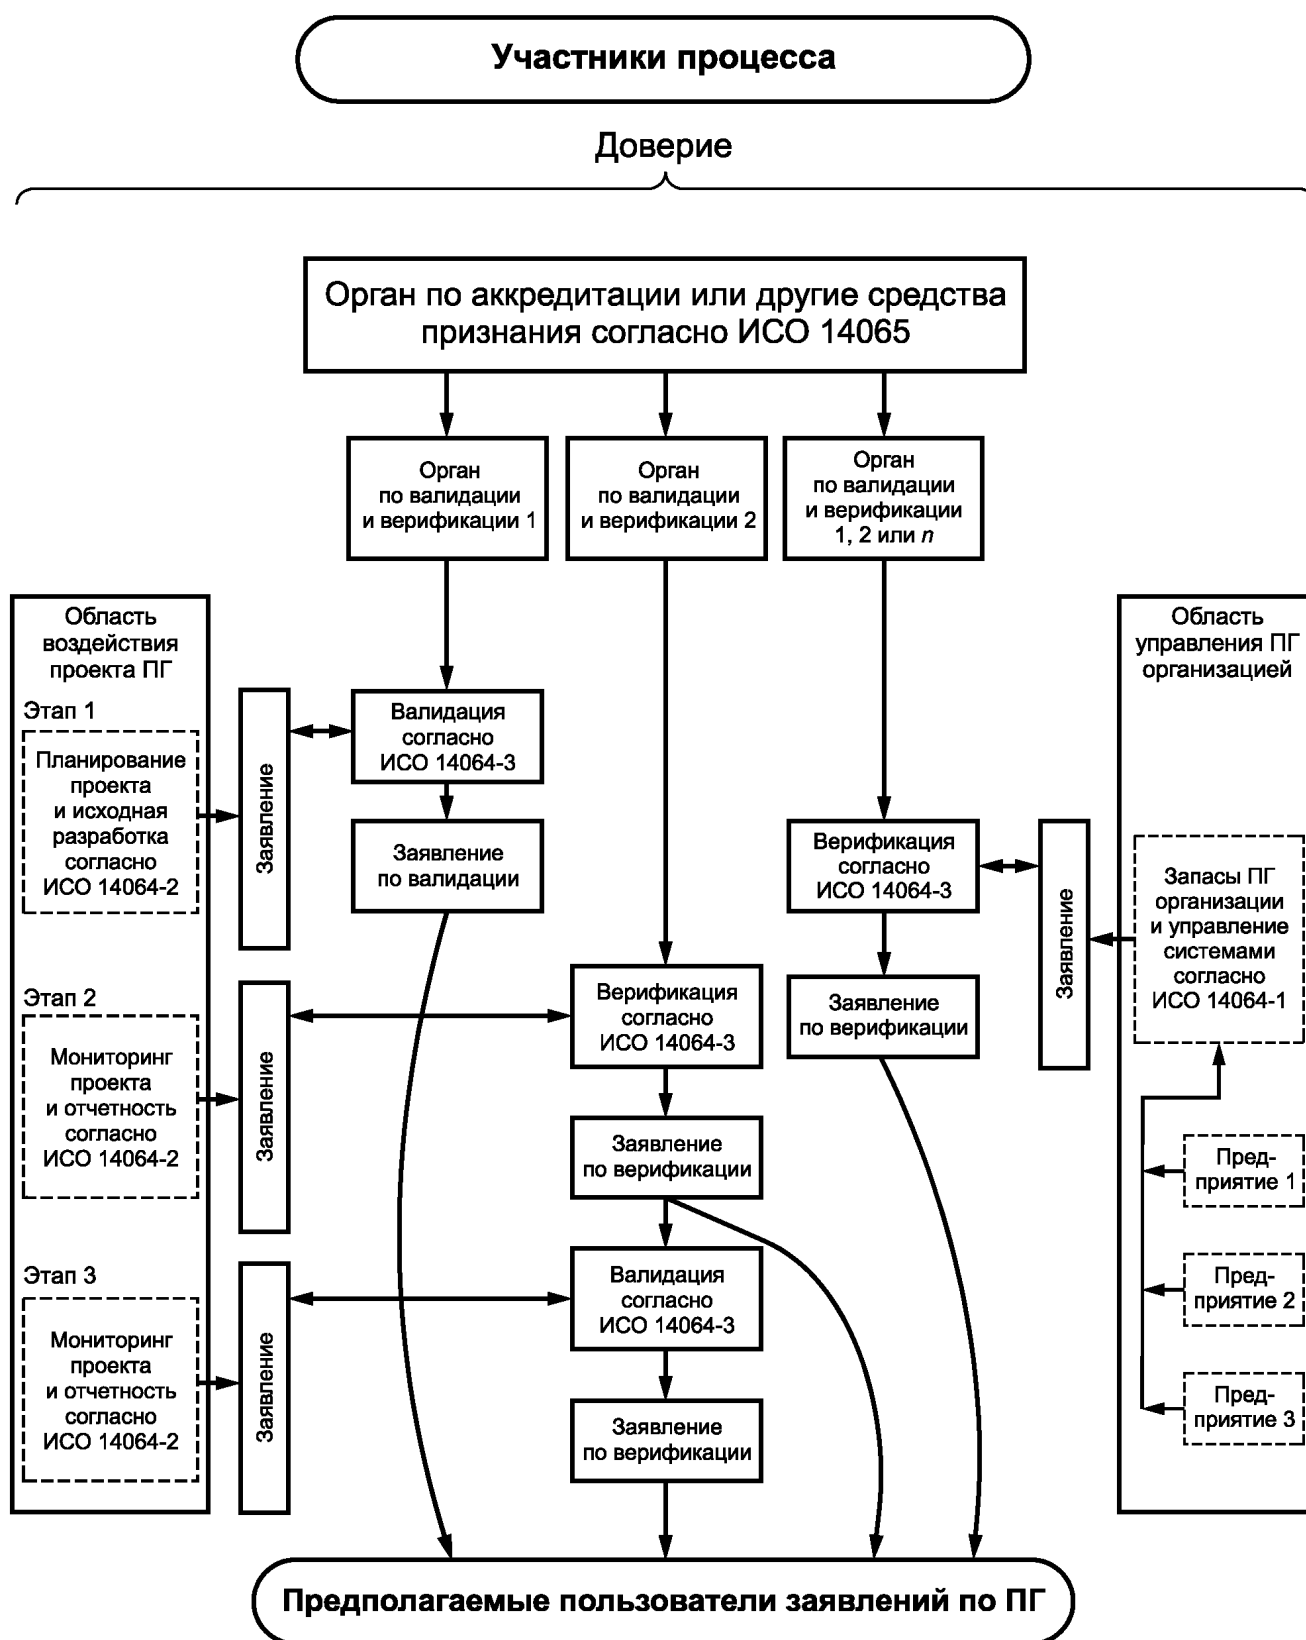 Участники процесса
Доверие
Орган по аккредитации или другие средства
признания согласно ИСО 14065
Орган
по валидации
и верификации 1
Орган
по валидации
и верификации 2
Орган
по валидации
и верификации
1, 2 или n
Область
воздействия
проекта ПГ
Этап 1
Планирование
проекта
и исходная
разработка
согласно
ИСО 14064-2
Заявление
Валидация
согласно
ИСО 14064-3
Заявление
по валидации
Этап 2
Мониторинг
проекта
и отчетность
согласно
ИСО 14064-2
Заявление
Верификация
согласно
ИСО 14064-3
Заявление
по верификации
Этап 3
Мониторинг
проекта
и отчетность
согласно
ИСО 14064-2
Заявление
Валидация
согласно
ИСО 14064-3
Заявление
по верификации
Верификация
согласно
ИСО 14064-3
Заявление
по верификации
Заявление
Область
управления ПГ
организацией
Запасы ПГ
организации
и управление
системами
согласно
ИСО 14064-1
Пред-
приятие 1
Пред-
приятие 2
Пред-
приятие 3
Предполагаемые пользователи заявлений по ПГ